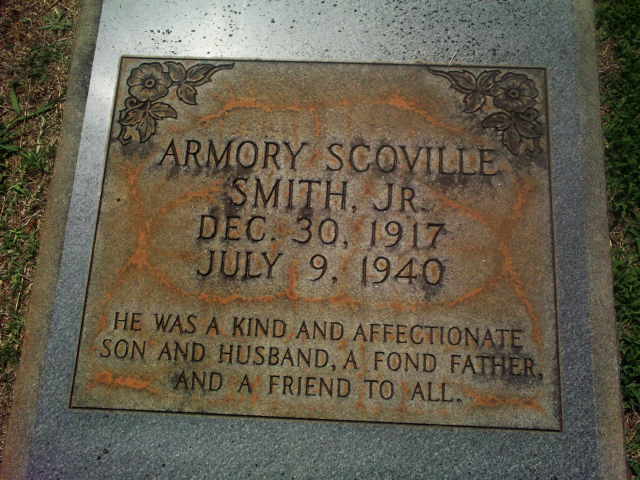 ARMORY SCOVILLE
SMITH, JR.
DEC. 30, 1917
JULY 9, 1940
HE WAS A KIND AND AFFECTIONATE
SON AND HUSBAND, A FOND FATHER,
AND A FRIEND TO ALL.